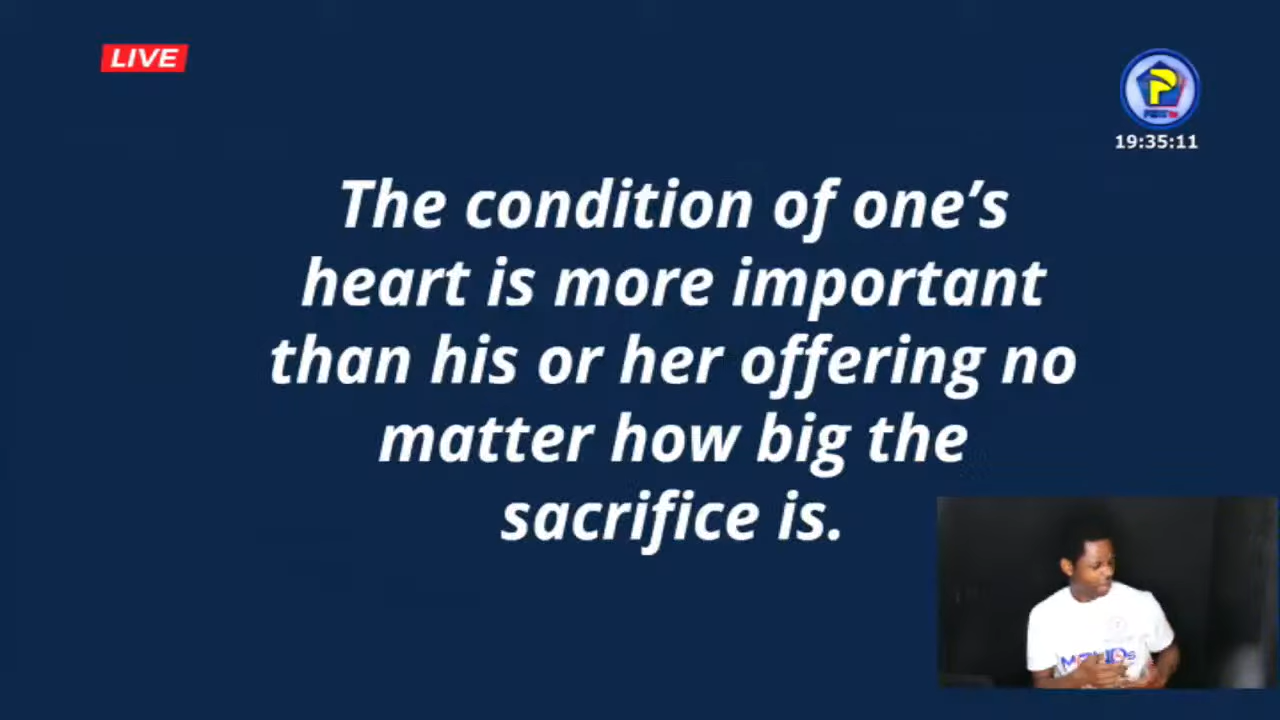 LIVE
P
19:35:11
The condition of one’s
heart is more important
than his or her offering no
matter how big the
sacrifice is.